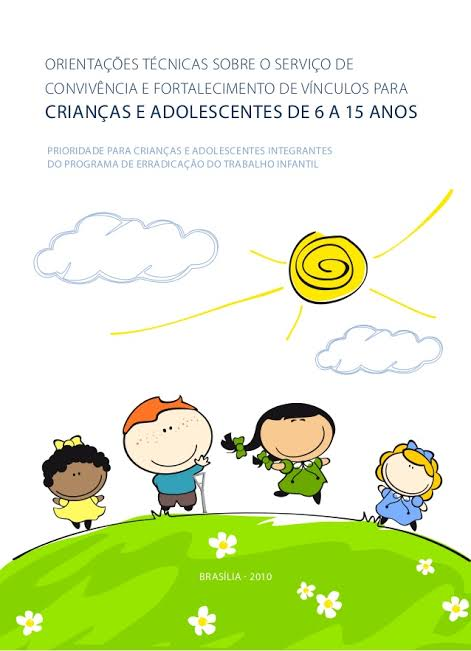 ORIENTAÇÕES TÉCNICAS SOBRE O SERVIÇO DE
CONVIVÊNCIA E FORTALECIMENTO DE VÍNCULOS PARA
CRIANÇAS E ADOLESCENTES DE 6 A 15 ANOS
PRIORIDADE PARA CRIANÇAS E ADOLESCENTES INTEGRANTES
DO PROGRAMA DE ERRADICAÇÃO DO TRABALHO INFANTIL
BRASÍLIA - 2010